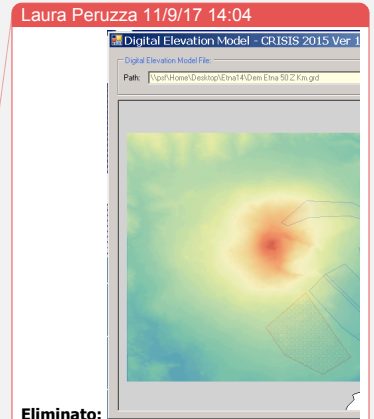 Laura Peruzza 11/9/17 14:04
Digital Elevation Model - CRISIS 2015 Ver 1
Digital Elevation Model File:
Path: \\psf\Home\Desktop\Etna14\Dem Etna 50 Z Km.grd
Eliminato: